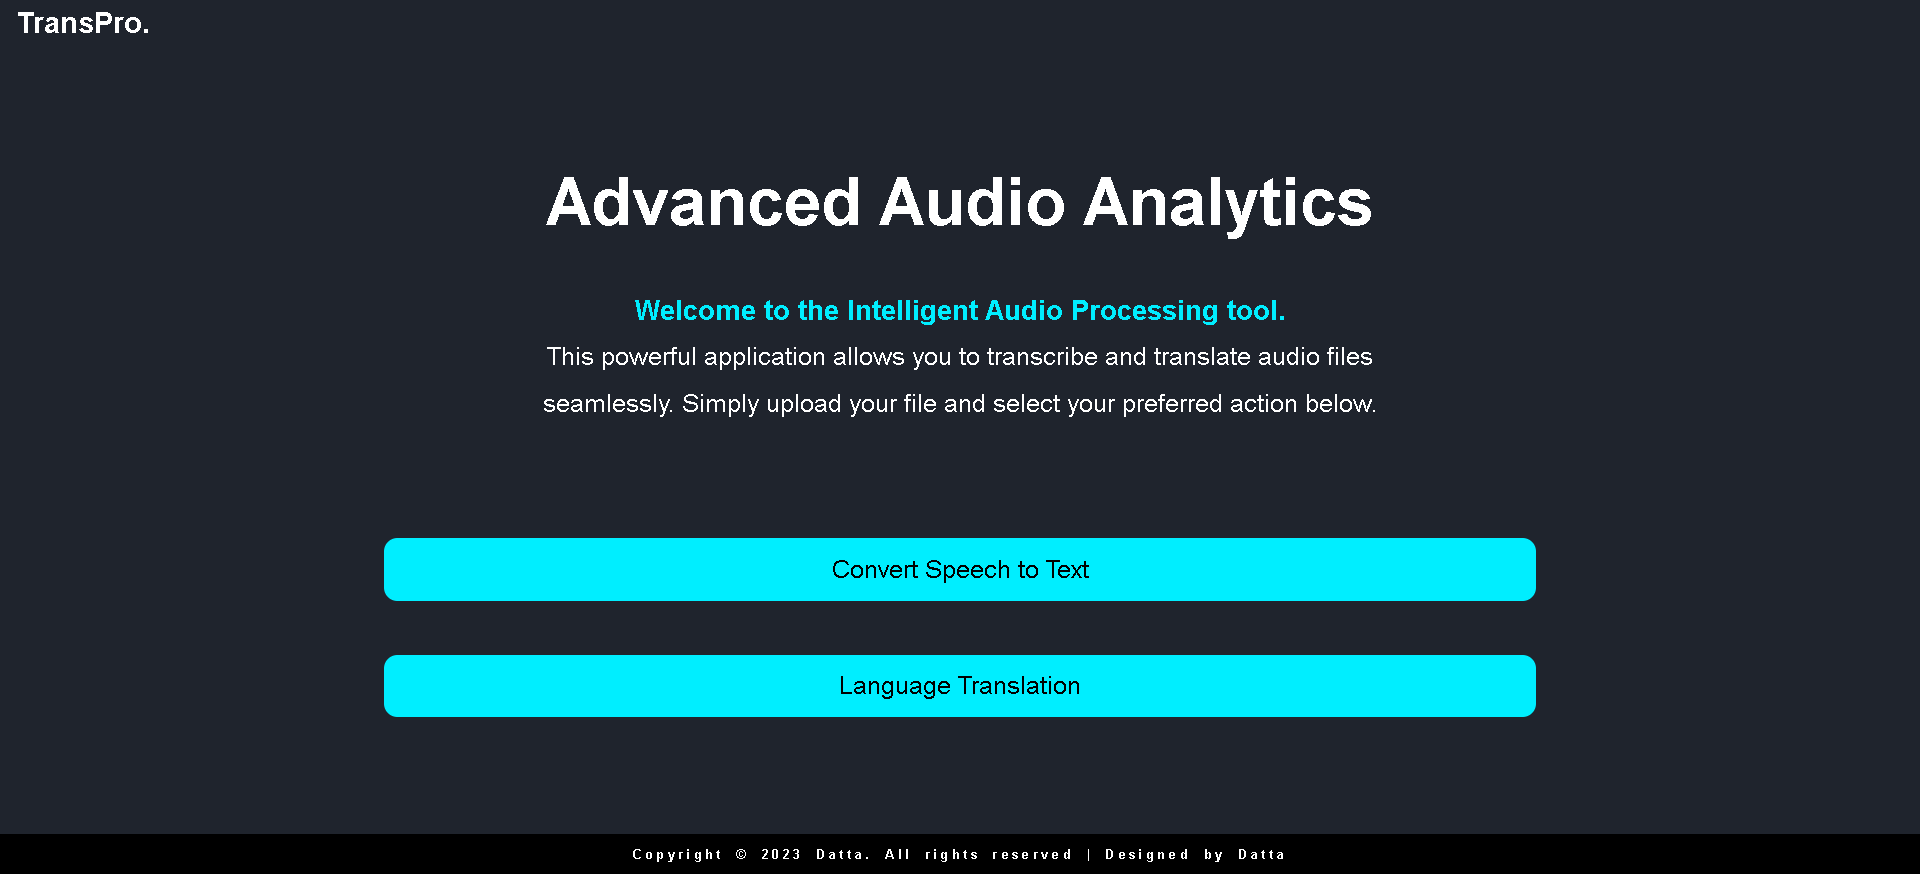 TransPro.
Advanced Audio Analytics
Welcome to the Intelligent Audio Processing tool.
This powerful application allows you to transcribe and translate audio files
seamlessly. Simply upload your file and select your preferred action below.
Convert Speech to Text
Language Translation
Copyright © 2023 Datta. All rights reserved | Designed by Datta